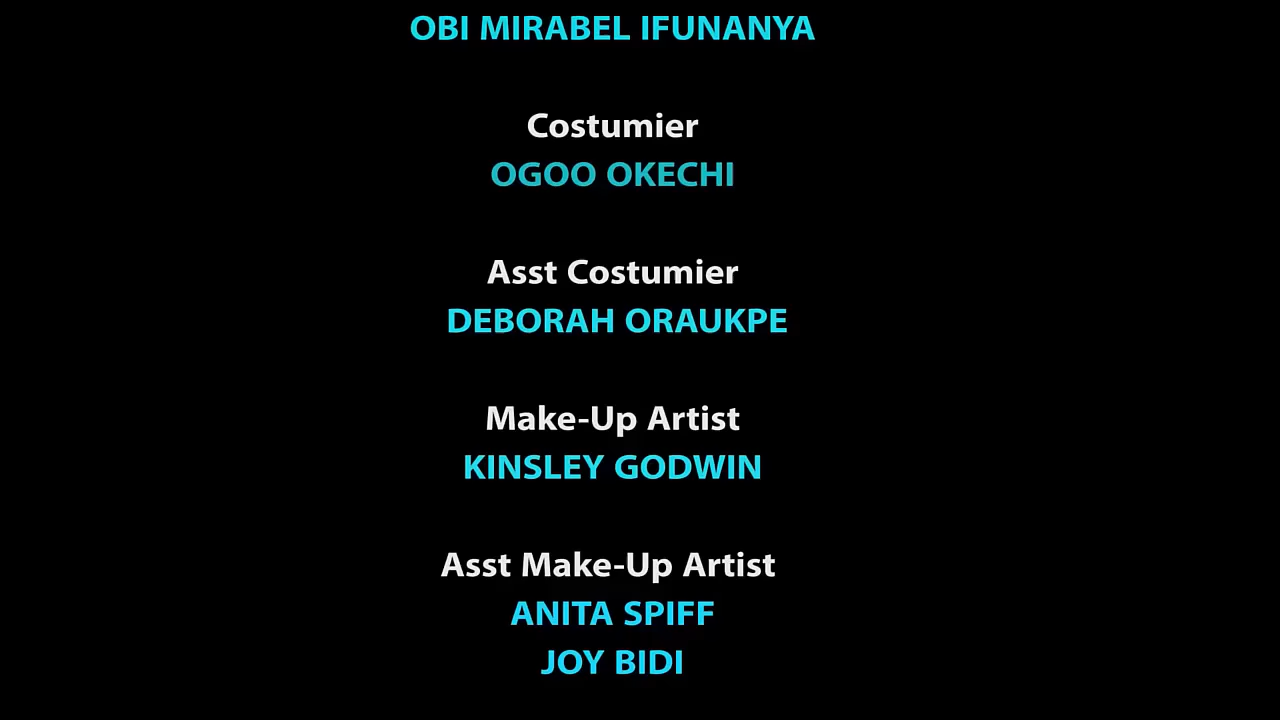 OBI MIRABEL IFUNANYA
Costumier
OGOO OKECHI
Asst Costumier
DEBORAH ORAUKPE
Make-Up Artist
KINSLEY GODWIN
Asst Make-Up Artist
ANITA SPIFF
JOY BIDI